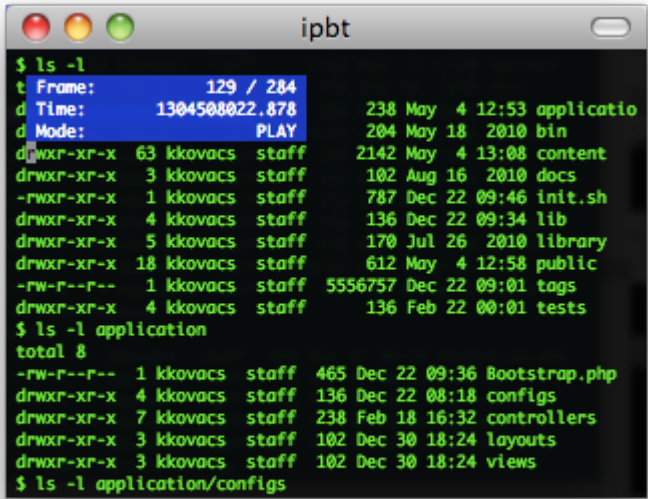 ipbt
$ ls -l
t Frame: 129 / 284
d Time: 1304508022.878 238 May 4 12:53 applicatio
d Mode: PLAY 204 May 18 2010 bin
drwxr-xr-x 63 kkovacs staff 2142 May 4 13:08 content
drwxr-xr-x 3 kkovacs staff 102 Aug 16 2010 docs
-rwxr-xr-x 1 kkovacs staff 787 Dec 22 09:46 init.sh
drwxr-xr-x 4 kkovacs staff 136 Dec 22 09:34 lib
drwxr-xr-x 5 kkovacs staff 170 Jul 26 2010 library
drwxr-xr-x 18 kkovacs staff 612 May 4 12:58 public
-rw-r--r-- 1 kkovacs staff 5556757 Dec 22 09:01 tags
drwxr-xr-x 4 kkovacs staff 136 Feb 22 00:01 tests
$ ls -l application
total 8
-rw-r--r-- 1 kkovacs staff 465 Dec 22 09:36 Bootstrap.php
drwxr-xr-x 4 kkovacs staff 136 Dec 22 08:18 configs
drwxr-xr-x 7 kkovacs staff 238 Feb 18 16:32 controllers
drwxr-xr-x 3 kkovacs staff 102 Dec 30 18:24 layouts
drwxr-xr-x 3 kkovacs staff 102 Dec 30 18:24 views
$ ls -l application/configs